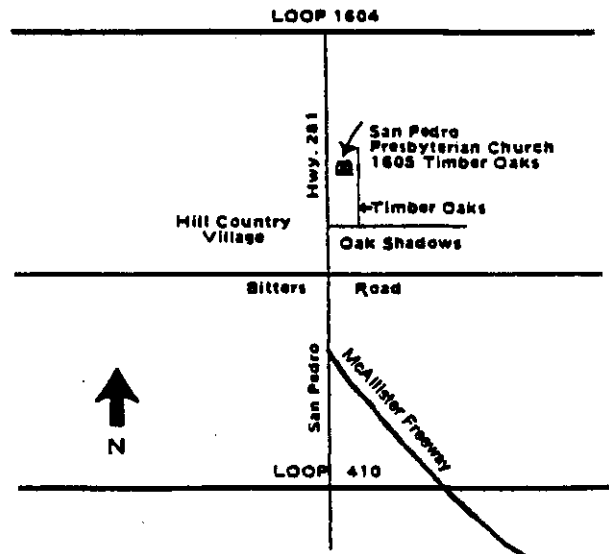 LOOP 1604
Hwy. 281
San Pedro
Presbyterian Church
1605 Timber Oaks
Timber Oaks
Hill Country
Village
Oak Shadows
Bitters Road
San Pedro
McAllister Freeway
N
LOOP 410